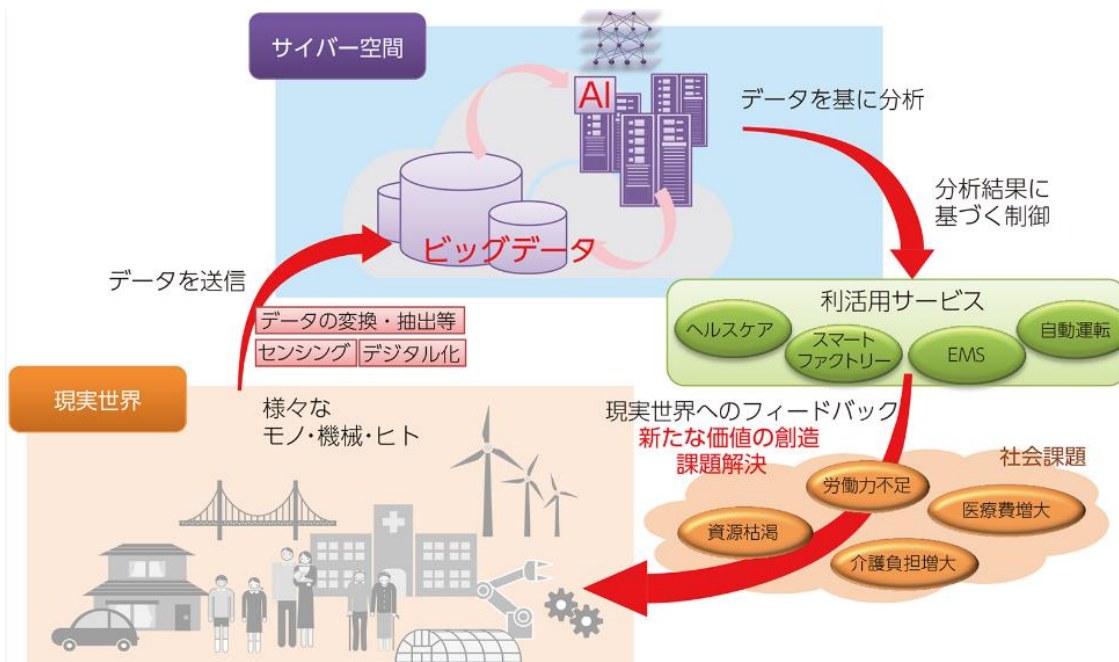 サイバー空間
AI
データを基に分析
分析結果に
基づく制御
ビッグデータ
データを送信
データの変換・抽出等
センシング
デジタル化
利活用サービス
ヘルスケア
スマート
ファクトリー
EMS
自動運転
現実世界
様々な
モノ・機械・ヒト
現実世界へのフィードバック
新たな価値の創造
課題解決
社会課題
労働力不足
医療費増大
資源枯渇
介護負担増大